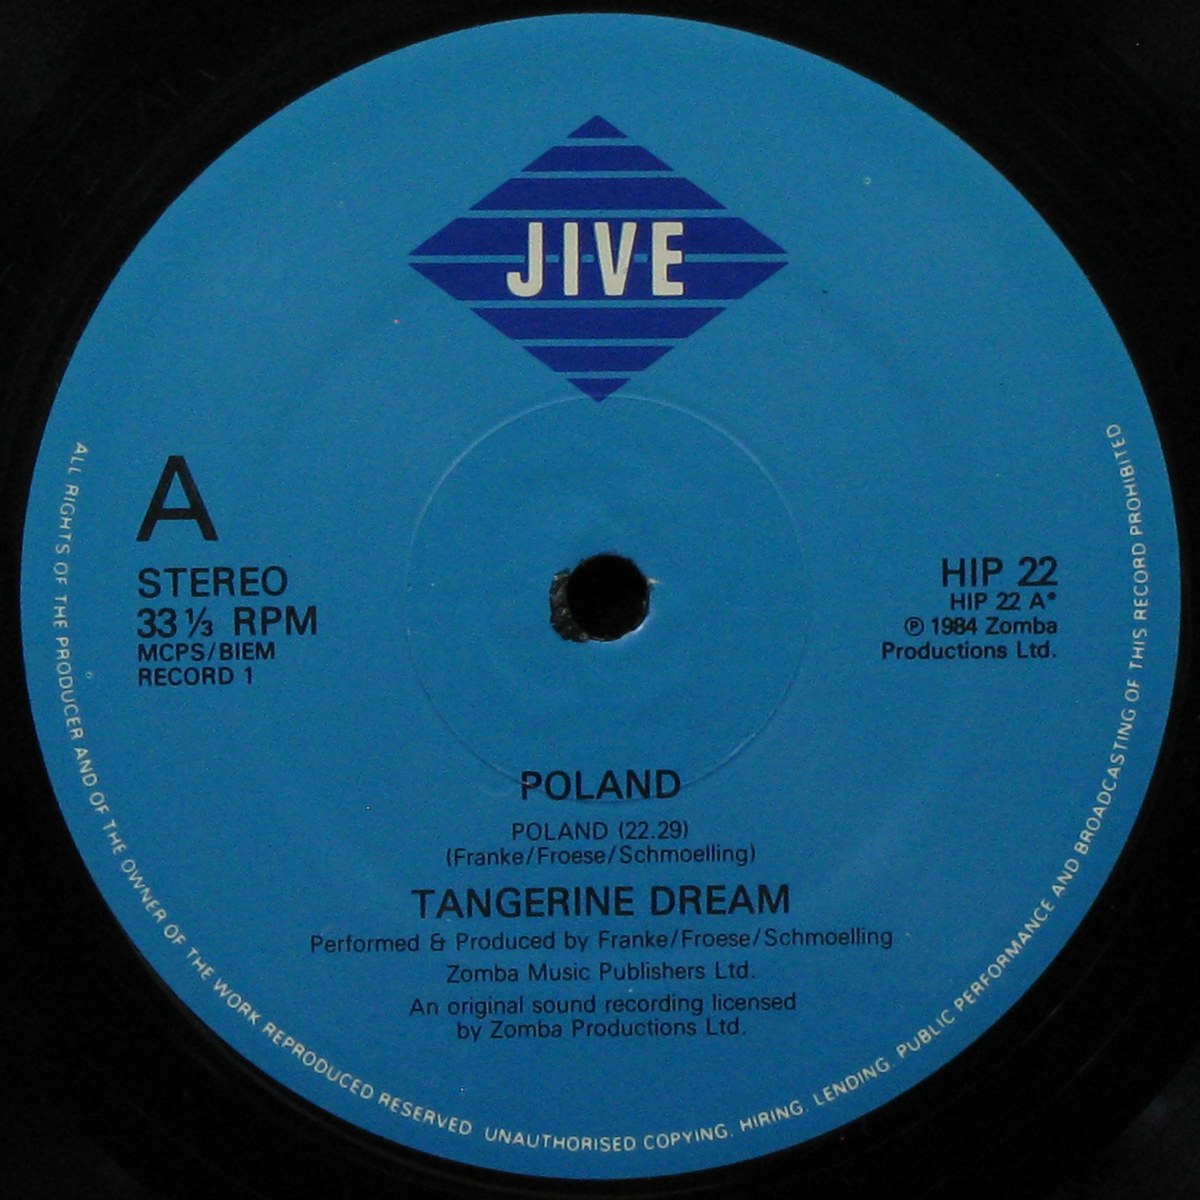 JIVE
A
STEREO
33 ⅓ RPM
MCPS/BIEM
RECORD 1
HIP 22
HIP 22 A*
℗ 1984 Zomba
Productions Ltd.
POLAND
POLAND (22.29)
(Franke/Froese/Schmoelling)
TANGERINE DREAM
Performed & Produced by Franke/Froese/Schmoelling
Zomba Music Publishers Ltd.
An original sound recording licensed
by Zomba Productions Ltd.
ALL RIGHTS OF THE PRODUCER AND OF THE OWNER OF THE WORK REPRODUCED RESERVED UNAUTHORISED COPYING. HIRING. LENDING. PUBLIC PERFORMANCE AND BROADCASTING OF THIS RECORD PROHIBITED